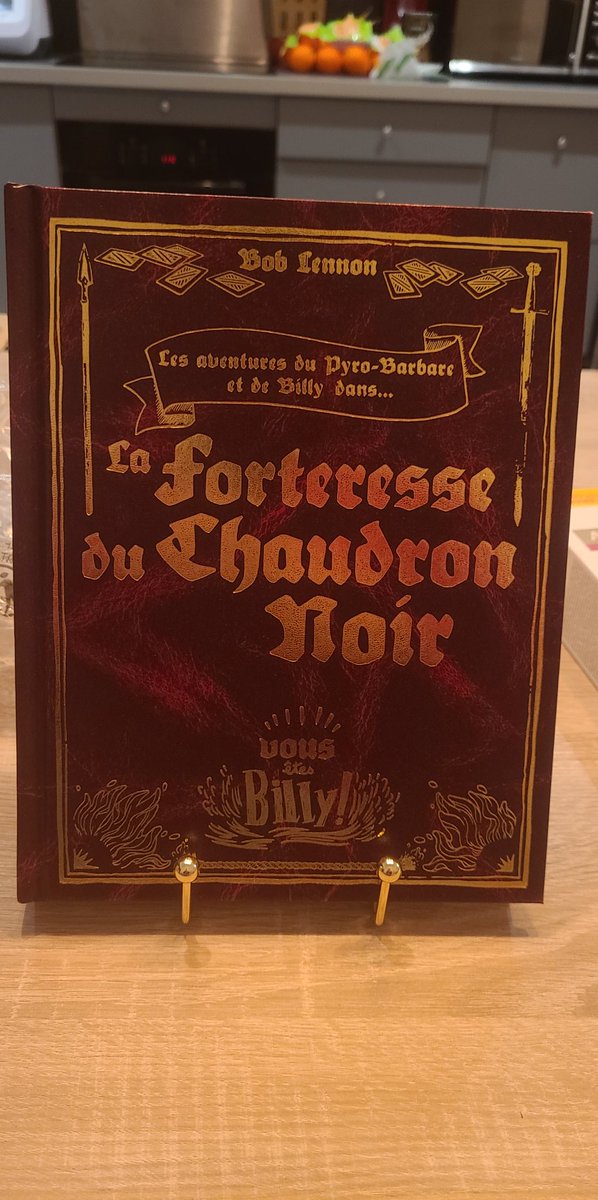 Bob Lennon
Les aventures du Pyro-Barbare
et de Billy dans...
La Forteresse
du Chaudron
Noir
vous
êtes
Billy!